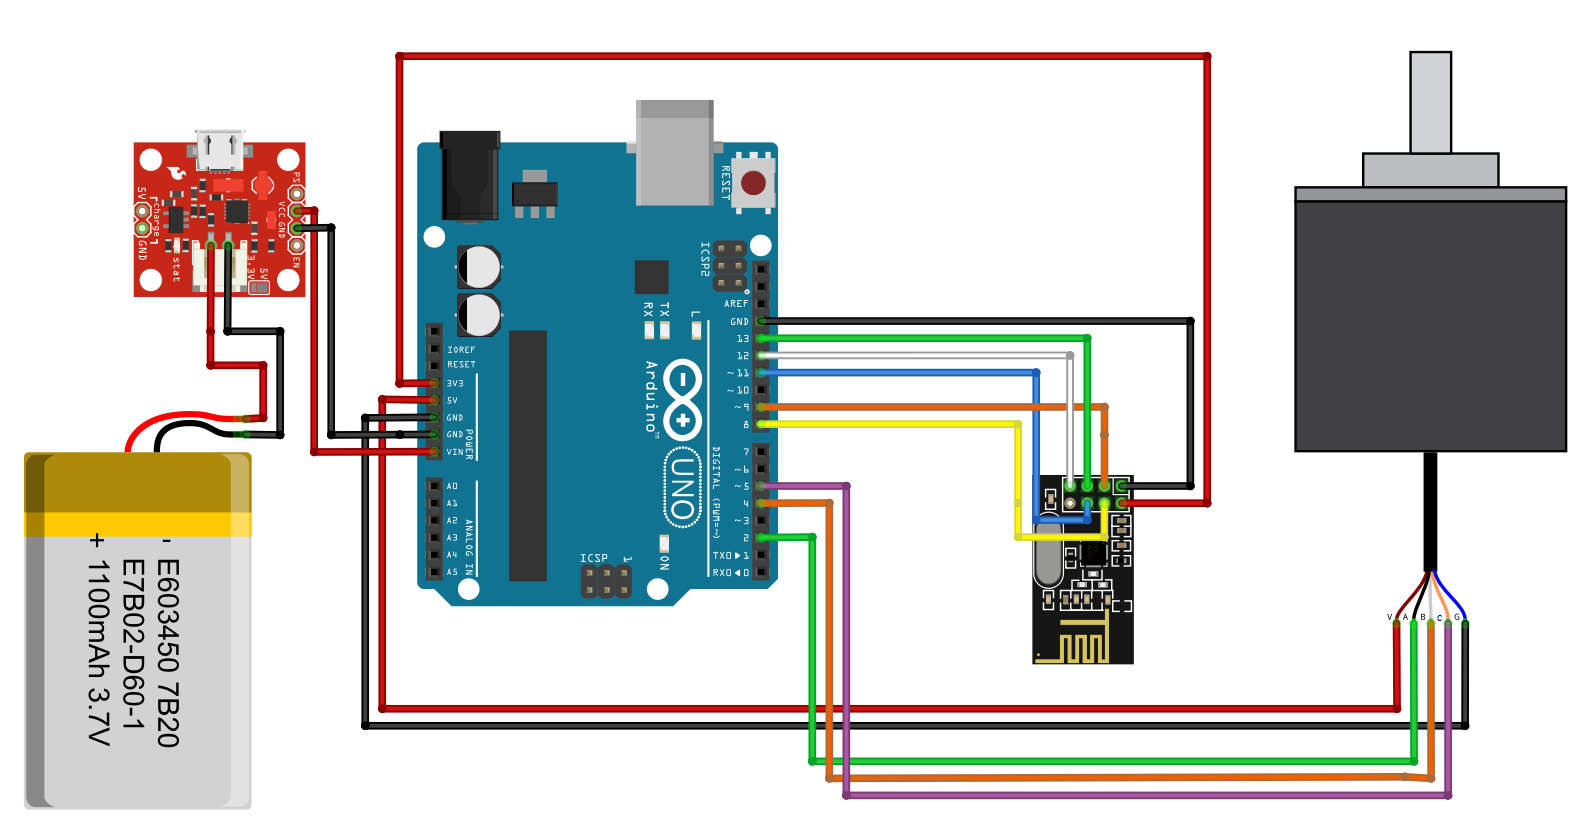 5V
GND
Charge
stat
PS
VCC
GND
EN
3.3V
5V
RESET
ICSP2
AREF
GND
13
12
~11
~10
~9
8
RX
TX
L
IOREF
RESET
3V3
5V
GND
GND
VIN
POWER
Arduino™
UNO
7
~6
~5
4
~3
2
TX0▶1
RX0◀0
DIGITAL (PWM=~)
A0
A1
A2
A3
A4
A5
ANALOG IN
ICSP
1
ON
V A B C G
- E603450 7B20
E7B02-D60-1
+ 1100mAh 3.7V